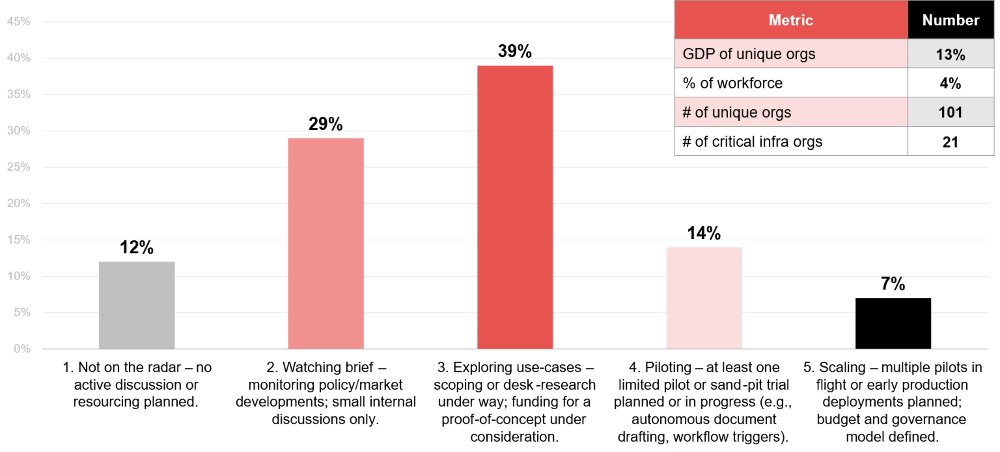 45%
40%
35%
30%
25%
20%
15%
10%
5%
0%
12%
29%
39%
14%
7%
Metric Number
GDP of unique orgs 13%
% of workforce 4%
# of unique orgs 101
# of critical infra orgs 21
1. Not on the radar – no
active discussion or
resourcing planned.
2. Watching brief –
monitoring policy/market
developments; small internal
discussions only.
3. Exploring use-cases –
scoping or desk-research
under way; funding for a
proof-of-concept under
consideration.
4. Piloting – at least one
limited pilot or sand-pit trial
planned or in progress (e.g.,
autonomous document
drafting, workflow triggers).
5. Scaling – multiple pilots in
flight or early production
deployments planned;
budget and governance
model defined.